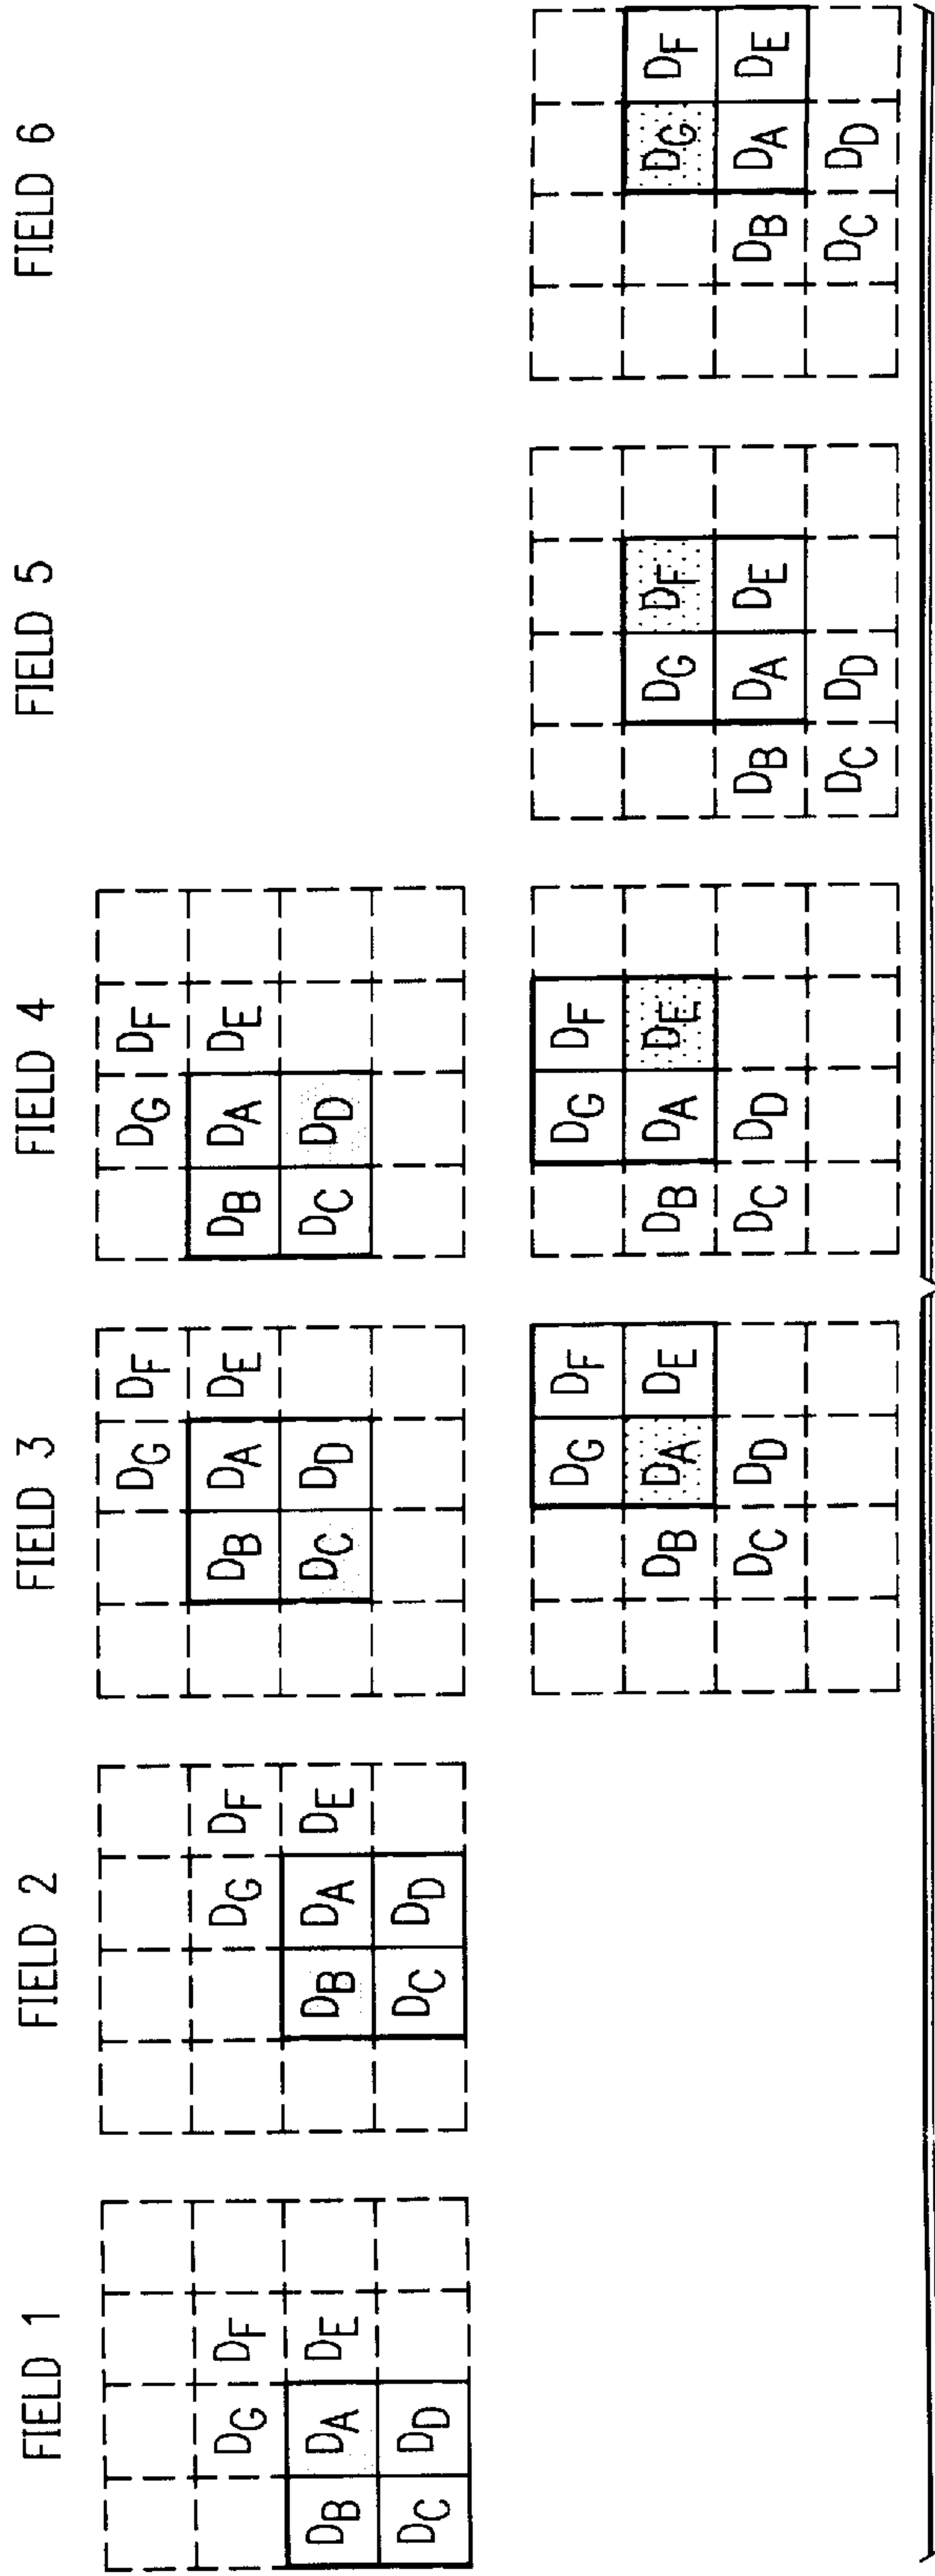 FIELD 1 FIELD 2 FIELD 3 FIELD 4 FIELD 5 FIELD 6
DG DF DG DF
DG DF DG DF DB DA DE DB DA DE
DB DA DE DB DA DE DC DD DC DD
DC DD DC DD
DG DF DG DF
DB DA DE DB DA DE DG DF DG DF
DC DD DC DD DB DA DE DB DA DE
DC DD DC DD